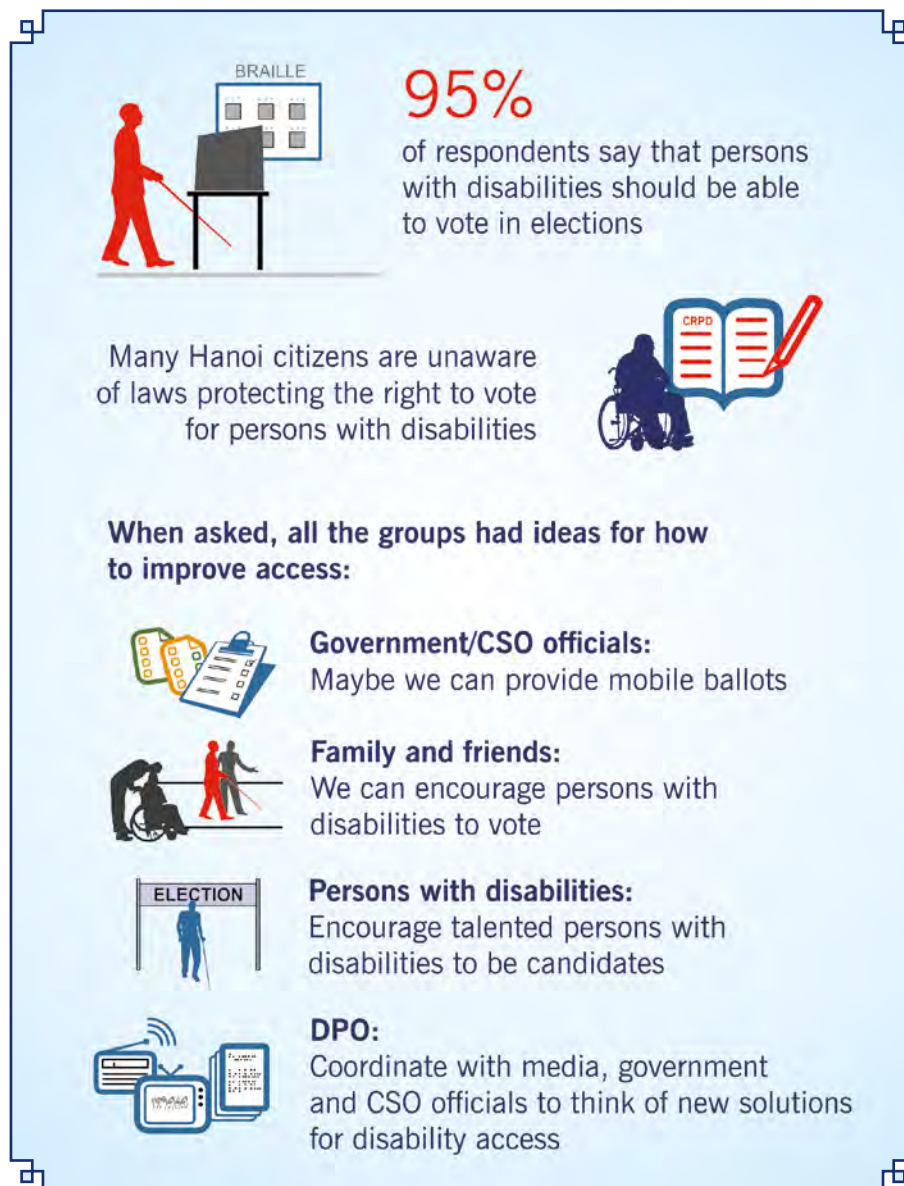 BRAILLE
95%
of respondents say that persons
with disabilities should be able
to vote in elections
CRPD
Many Hanoi citizens are unaware
of laws protecting the right to vote
for persons with disabilities
When asked, all the groups had ideas for how
to improve access:
Government/CSO officials:
Maybe we can provide mobile ballots
Family and friends:
We can encourage persons with
disabilities to vote
ELECTION
Persons with disabilities:
Encourage talented persons with
disabilities to be candidates
DPO:
Coordinate with media, government
and CSO officials to think of new solutions
for disability access